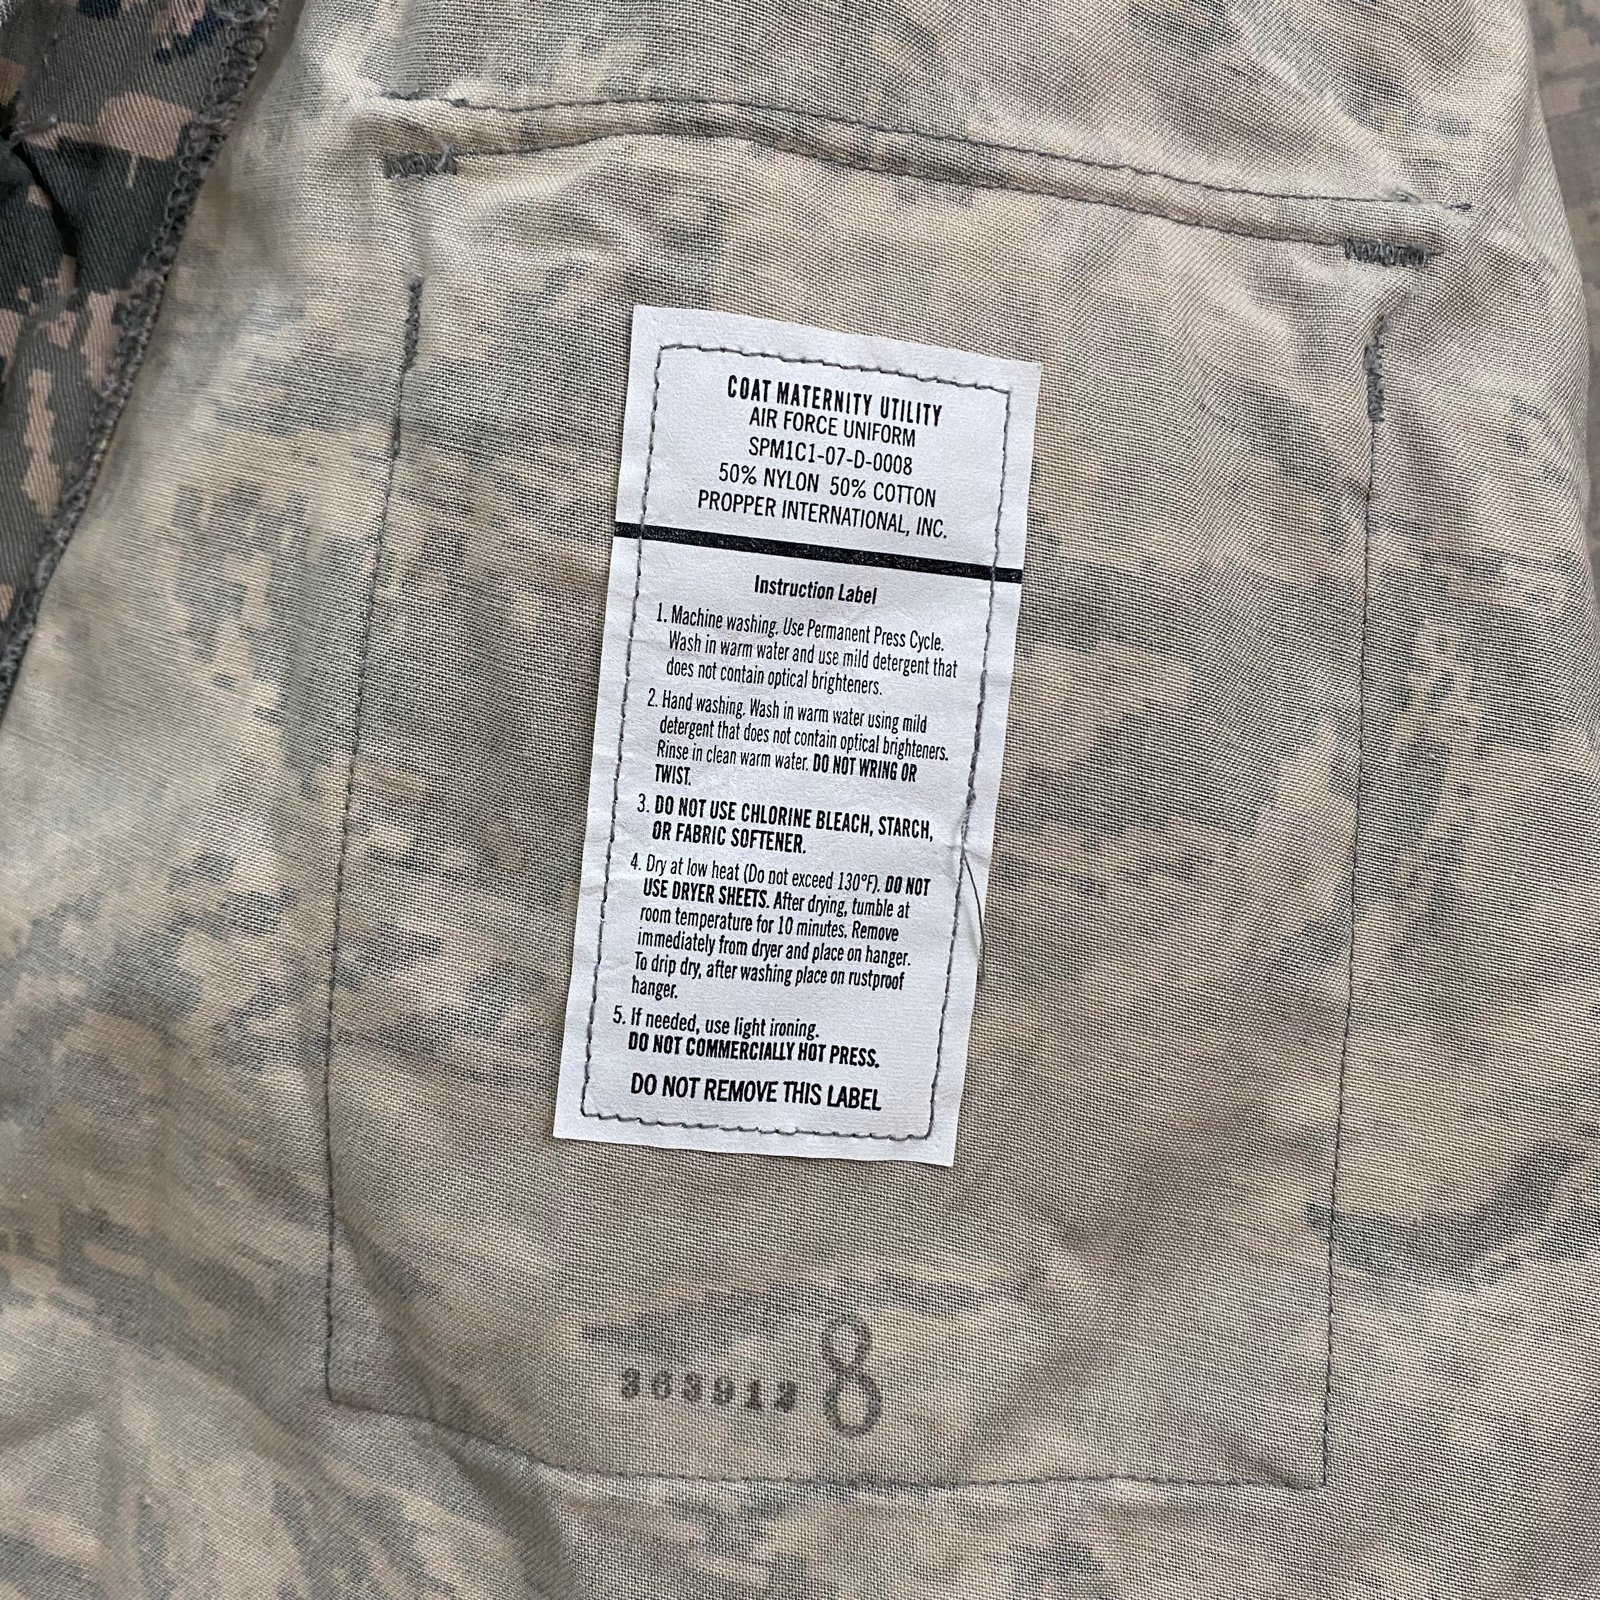 COAT MATERNITY UTILITY
AIR FORCE UNIFORM
SPM1C1-07-D-0008
50% NYLON 50% COTTON
PROPPER INTERNATIONAL, INC.
Instruction Label
1. Machine washing. Use Permanent Press Cycle.
Wash in warm water and use mild detergent that
does not contain optical brighteners.
2. Hand washing. Wash in warm water using mild
detergent that does not contain optical brighteners.
Rinse in clean warm water. DO NOT WRING OR
TWIST.
3. DO NOT USE CHLORINE BLEACH, STARCH,
OR FABRIC SOFTENER.
4. Dry at low heat (Do not exceed 130°F). DO NOT
USE DRYER SHEETS. After drying, tumble at
room temperature for 10 minutes. Remove
immediately from dryer and place on hanger.
To drip dry, after washing place on rustproof
hanger.
5. If needed, use light ironing.
DO NOT COMMERCIALLY HOT PRESS.
DO NOT REMOVE THIS LABEL
8